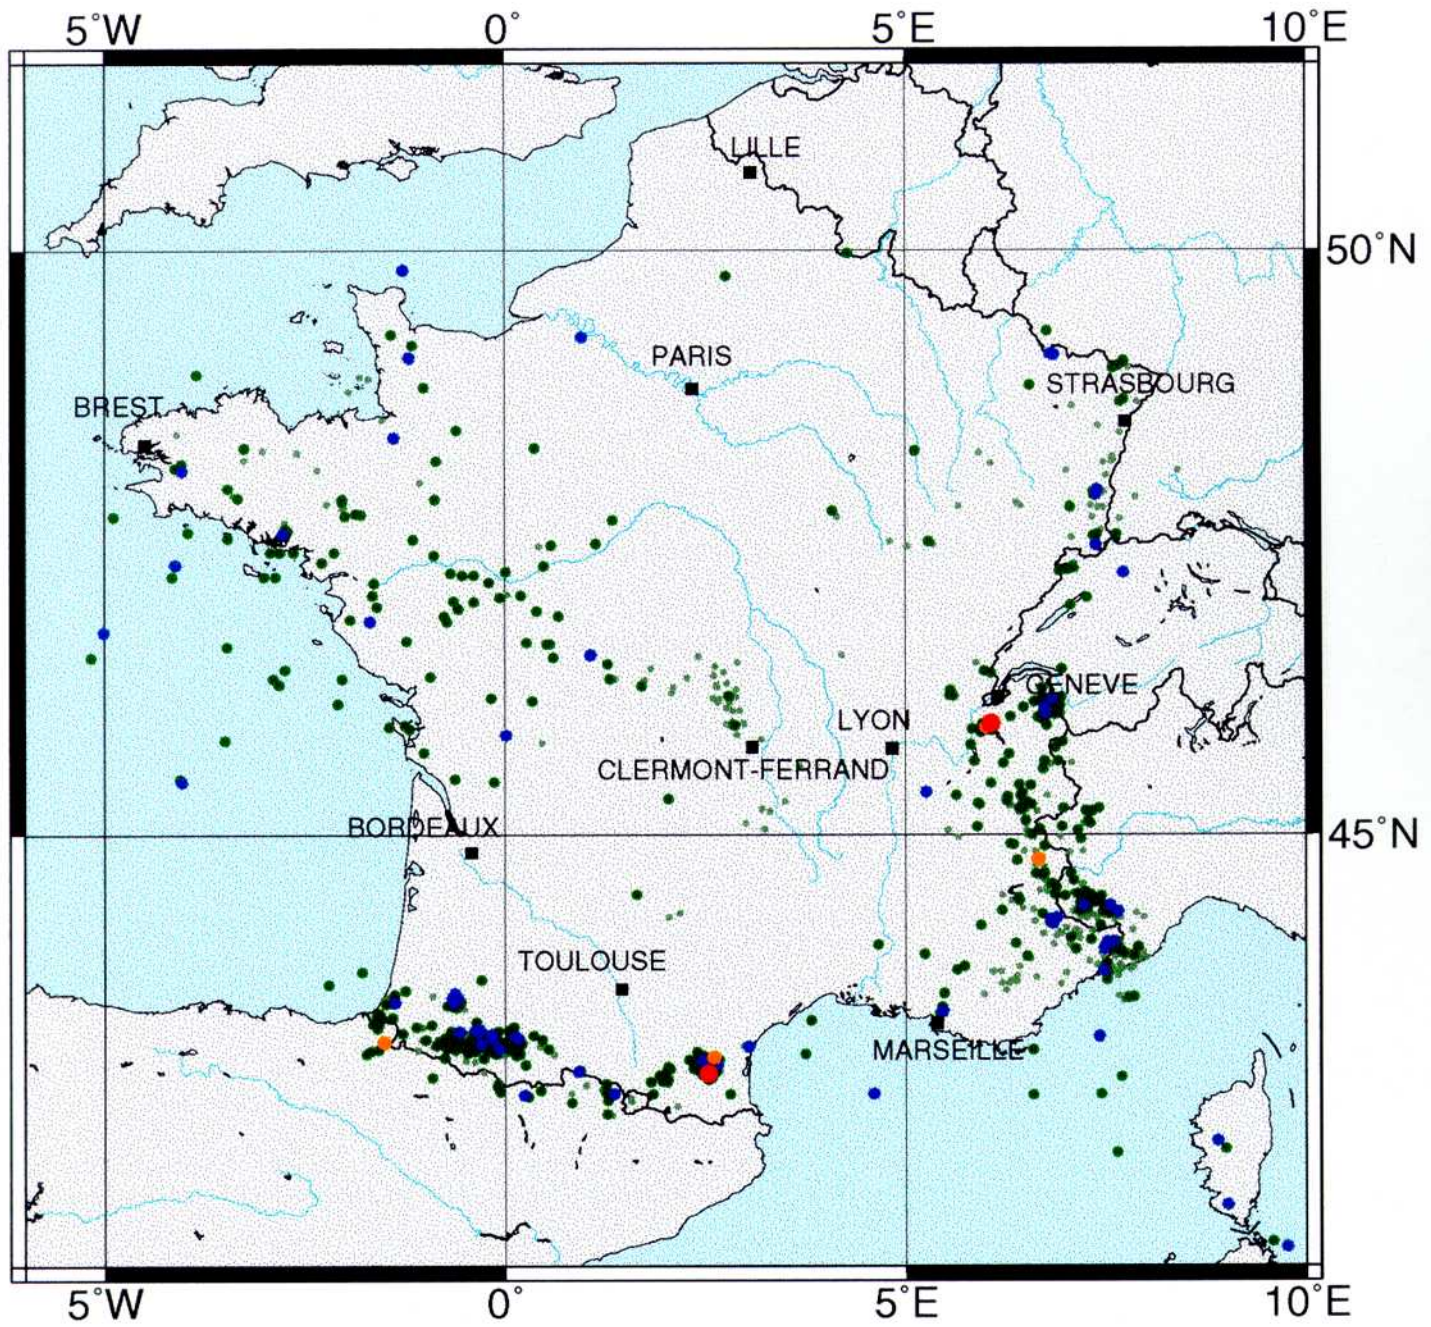 5°W 0° 5°E 10°E
LILLE
50°N
PARIS
STRASBOURG
BREST
GENEVE
LYON
CLERMONT-FERRAND
BORDEAUX
45°N
TOULOUSE
MARSEILLE
5°W 0° 5°E 10°E